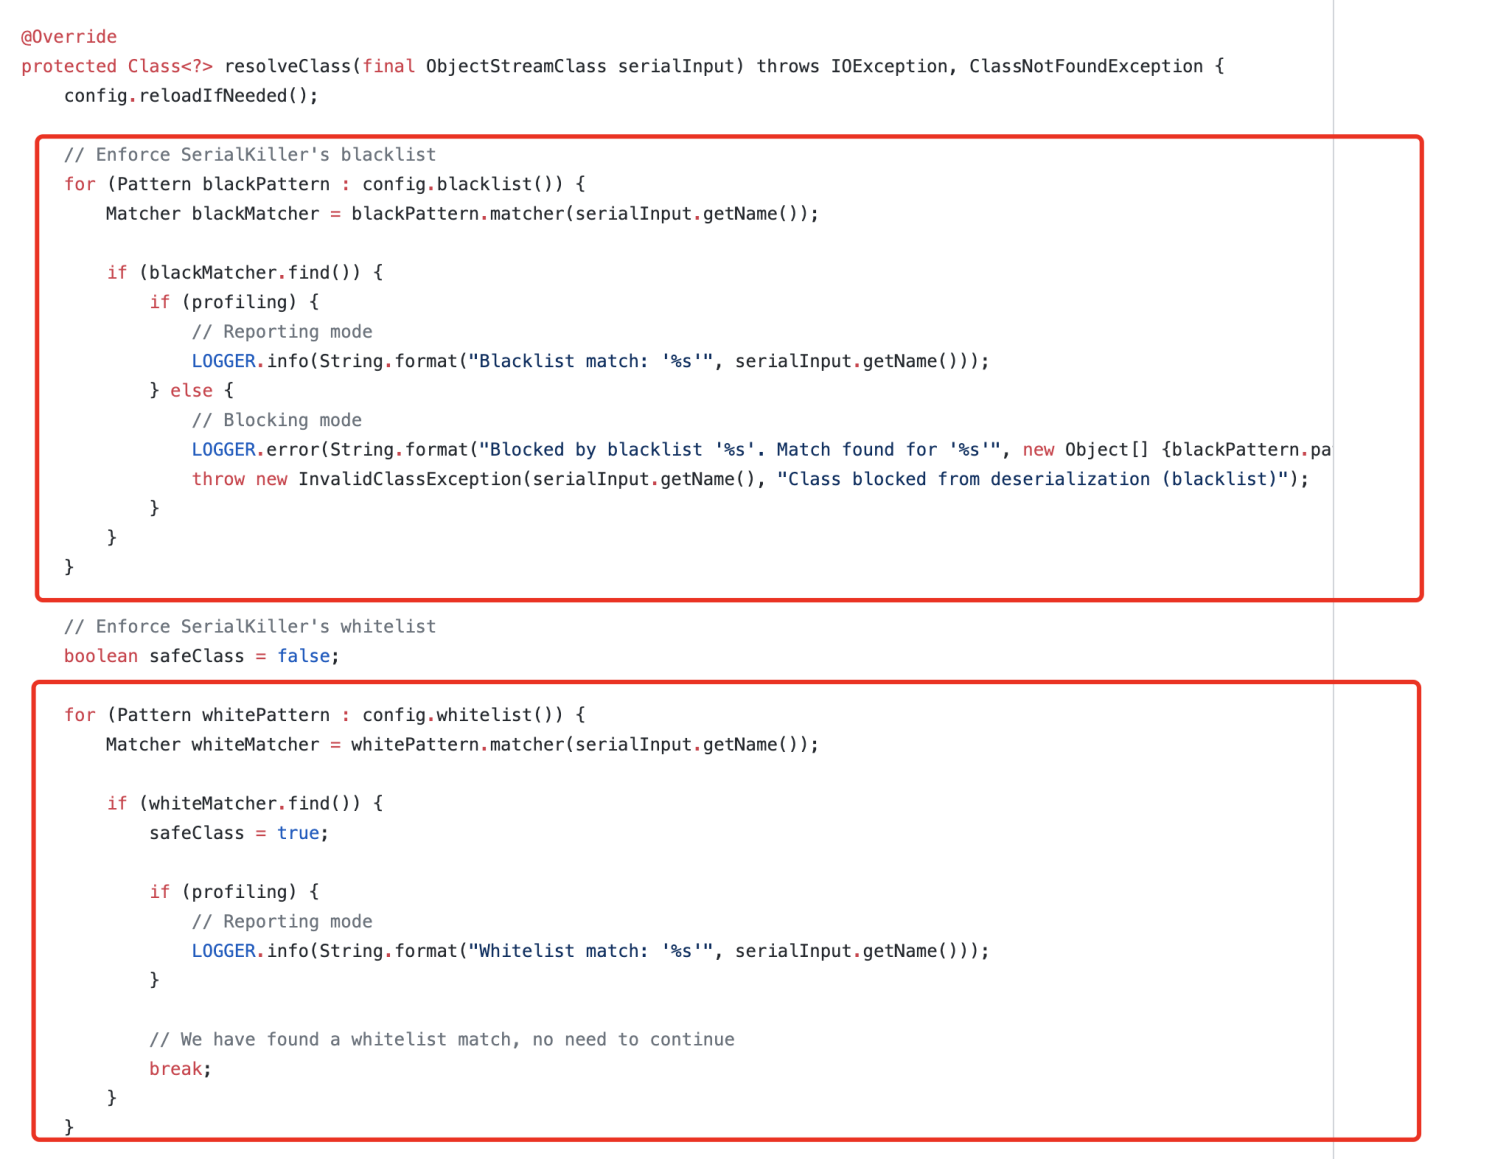 @Override
protected Class<?> resolveClass(final ObjectStreamClass serialInput) throws IOException, ClassNotFoundException {
    config.reloadIfNeeded();

    // Enforce SerialKiller's blacklist
    for (Pattern blackPattern : config.blacklist()) {
        Matcher blackMatcher = blackPattern.matcher(serialInput.getName());

        if (blackMatcher.find()) {
            if (profiling) {
                // Reporting mode
                LOGGER.info(String.format("Blacklist match: '%s'", serialInput.getName()));
            } else {
                // Blocking mode
                LOGGER.error(String.format("Blocked by blacklist '%s'. Match found for '%s'", new Object[] {blackPattern.pa
                throw new InvalidClassException(serialInput.getName(), "Class blocked from deserialization (blacklist)");
            }
        }
    }

    // Enforce SerialKiller's whitelist
    boolean safeClass = false;

    for (Pattern whitePattern : config.whitelist()) {
        Matcher whiteMatcher = whitePattern.matcher(serialInput.getName());

        if (whiteMatcher.find()) {
            safeClass = true;

            if (profiling) {
                // Reporting mode
                LOGGER.info(String.format("Whitelist match: '%s'", serialInput.getName()));
            }

            // We have found a whitelist match, no need to continue
            break;
        }
    }